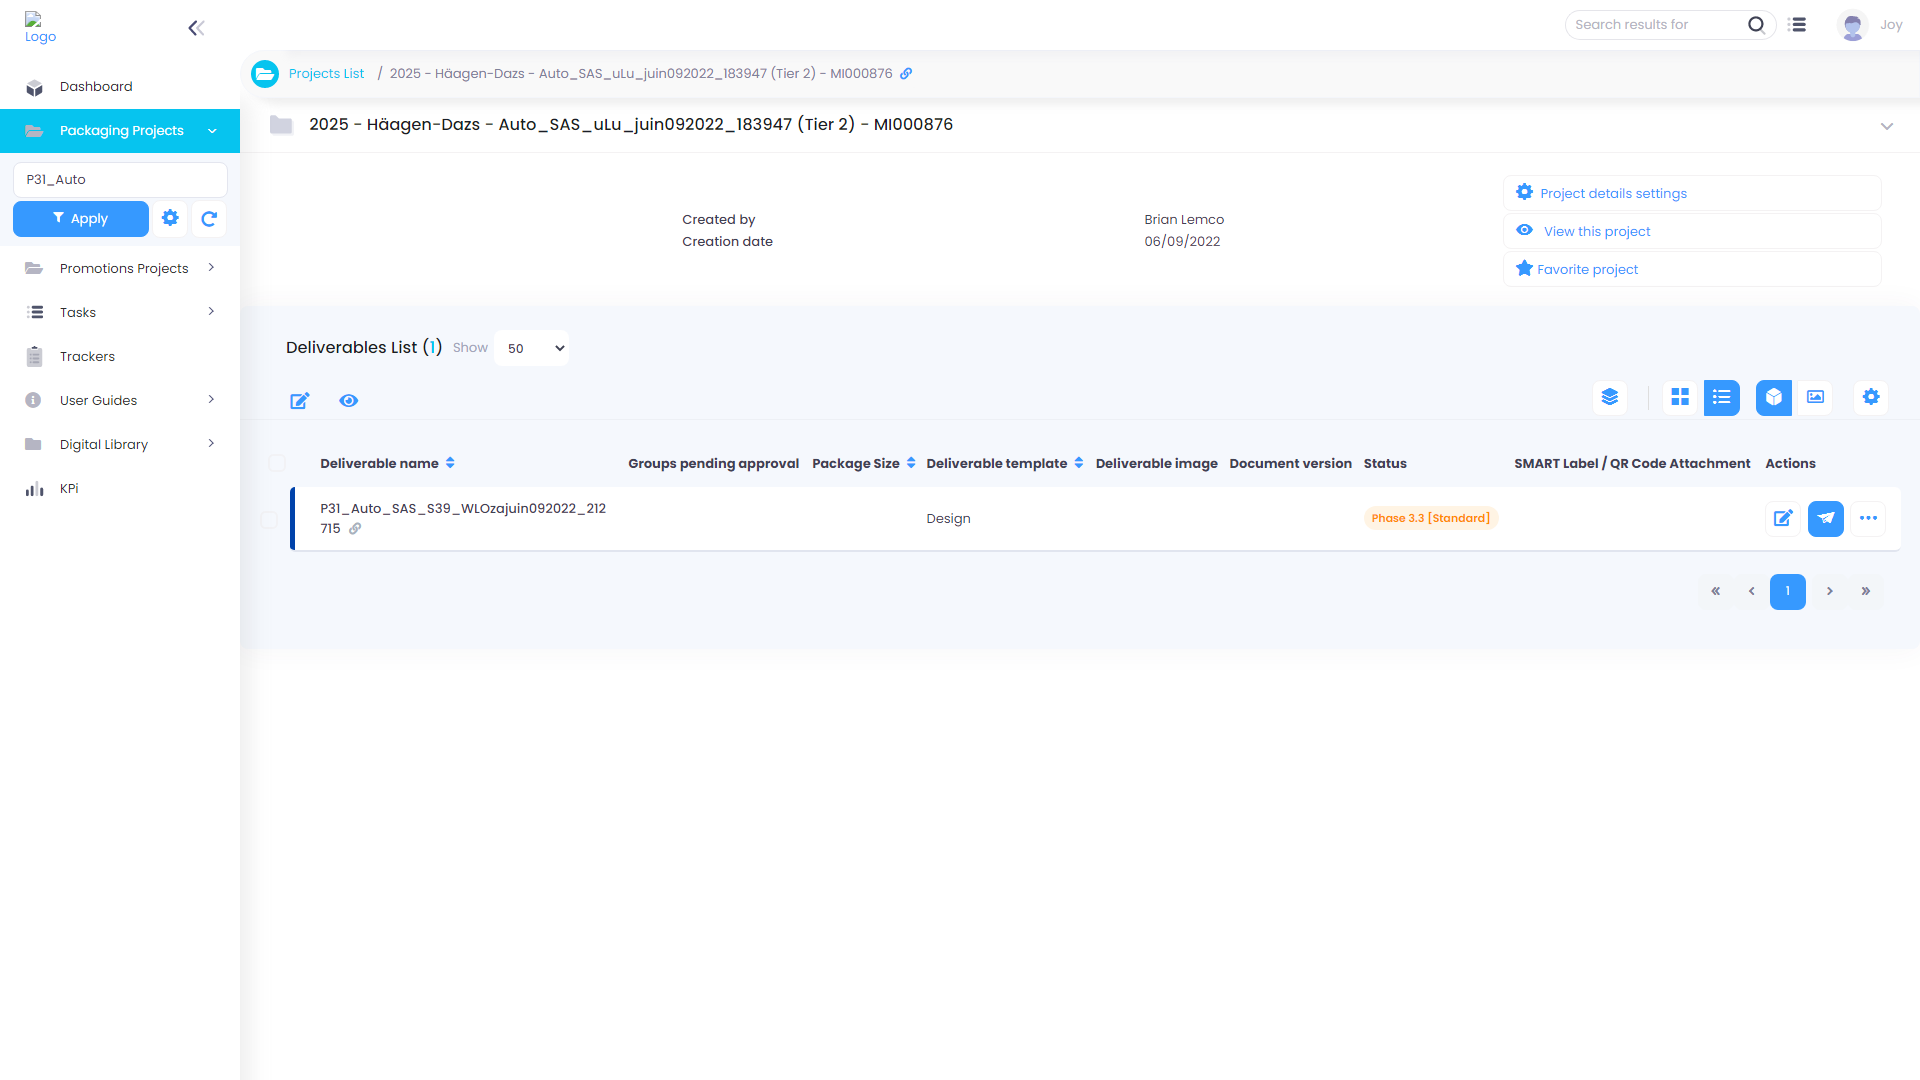 Logo
Search results for
Joy
Projects List / 2025 - Häagen-Dazs - Auto_SAS_uLu_juin092022_183947 (Tier 2) - MI000876
Dashboard
Packaging Projects
P31_Auto
Apply
Promotions Projects
Tasks
Trackers
User Guides
Digital Library
KPi
2025 - Häagen-Dazs - Auto_SAS_uLu_juin092022_183947 (Tier 2) - MI000876
Created by Brian Lemco
Creation date 06/09/2022
Project details settings
View this project
Favorite project
Deliverables List (1) Show 50
Deliverable name Groups pending approval Package Size Deliverable template Deliverable image Document version Status SMART Label / QR Code Attachment Actions
P31_Auto_SAS_S39_WLOzajuin092022_212
715
Design
Phase 3.3 [Standard]
« ‹ 1 › »